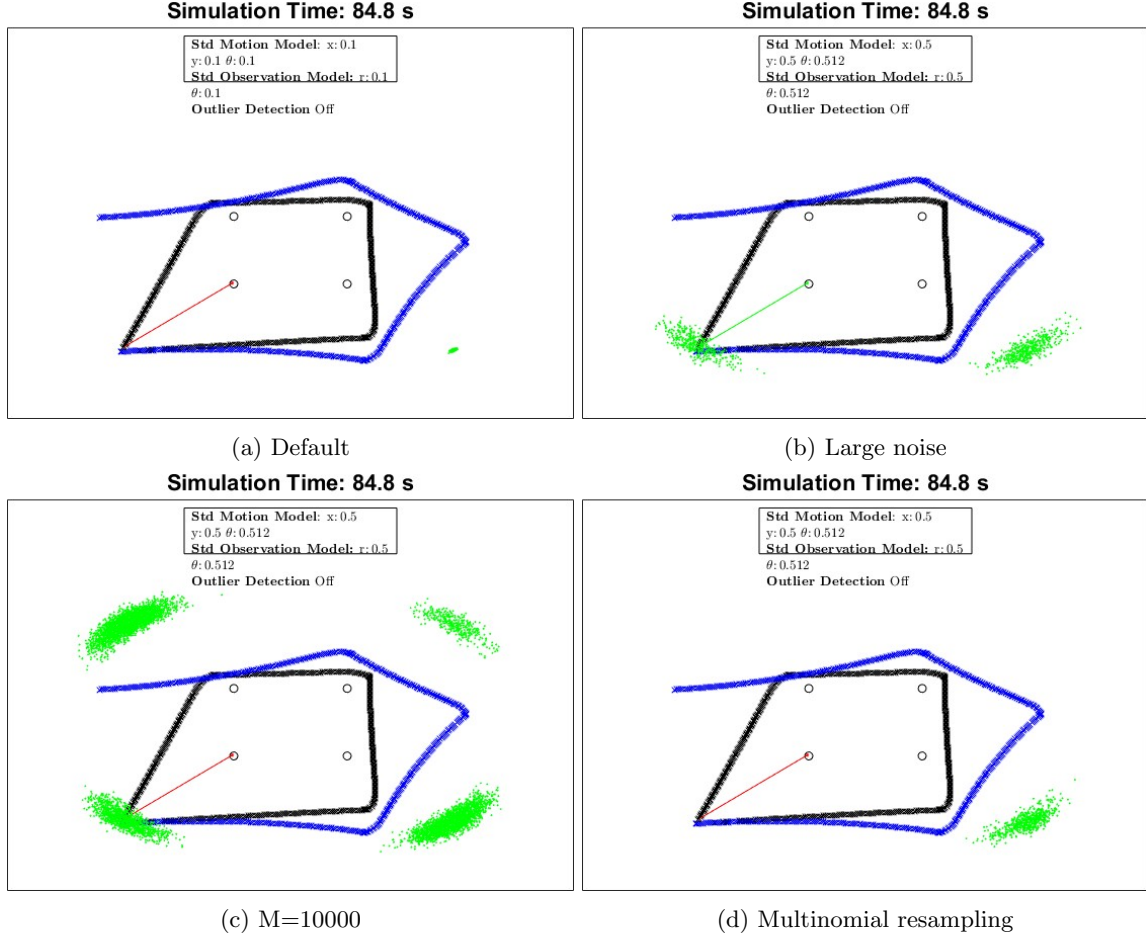 Simulation Time: 84.8 s
Std Motion Model: x: 0.1
y: 0.1 θ: 0.1
Std Observation Model: r: 0.1
θ: 0.1
Outlier Detection Off
(a) Default
Simulation Time: 84.8 s
Std Motion Model: x: 0.5
y: 0.5 θ: 0.512
Std Observation Model: r: 0.5
θ: 0.512
Outlier Detection Off
(b) Large noise
Simulation Time: 84.8 s
Std Motion Model: x: 0.5
y: 0.5 θ: 0.512
Std Observation Model: r: 0.5
θ: 0.512
Outlier Detection Off
(c) M=10000
Simulation Time: 84.8 s
Std Motion Model: x: 0.5
y: 0.5 θ: 0.512
Std Observation Model: r: 0.5
θ: 0.512
Outlier Detection Off
(d) Multinomial resampling